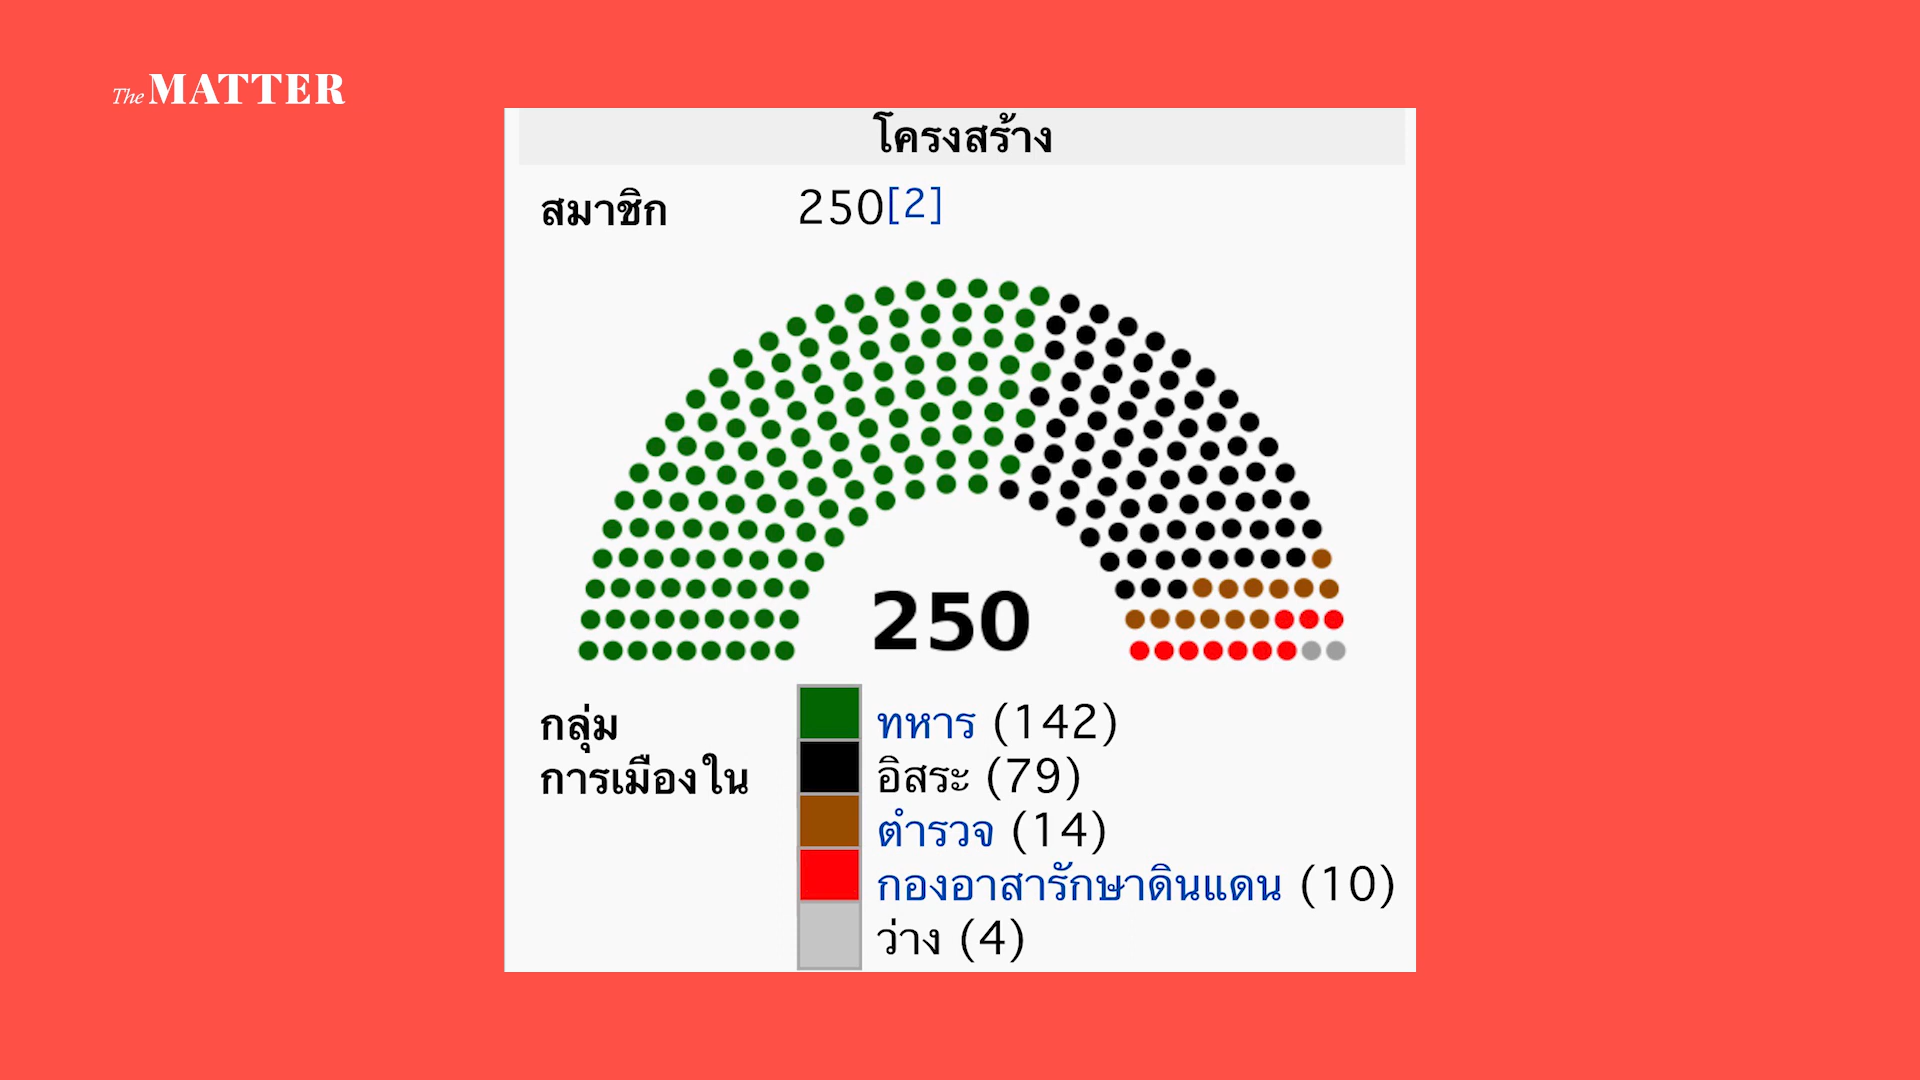 The MATTER
โครงสร้าง
สมาชิก 250[2]
250
กลุ่ม
การเมืองใน
ทหาร (142)
อิสระ (79)
ตำรวจ (14)
กองอาสารักษาดินแดน (10)
ว่าง (4)